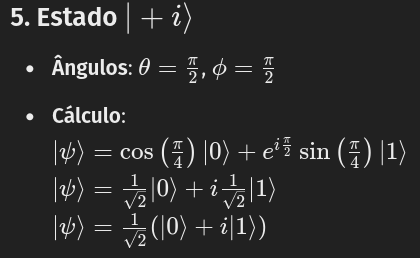 5. Estado |+i⟩
• Ângulos: θ = π/2, ϕ = π/2
• Cálculo:
|ψ⟩ = cos (π/4) |0⟩ + e^{i π/2} sin (π/4) |1⟩
|ψ⟩ = 1/√2 |0⟩ + i 1/√2 |1⟩
|ψ⟩ = 1/√2 (|0⟩ + i|1⟩)